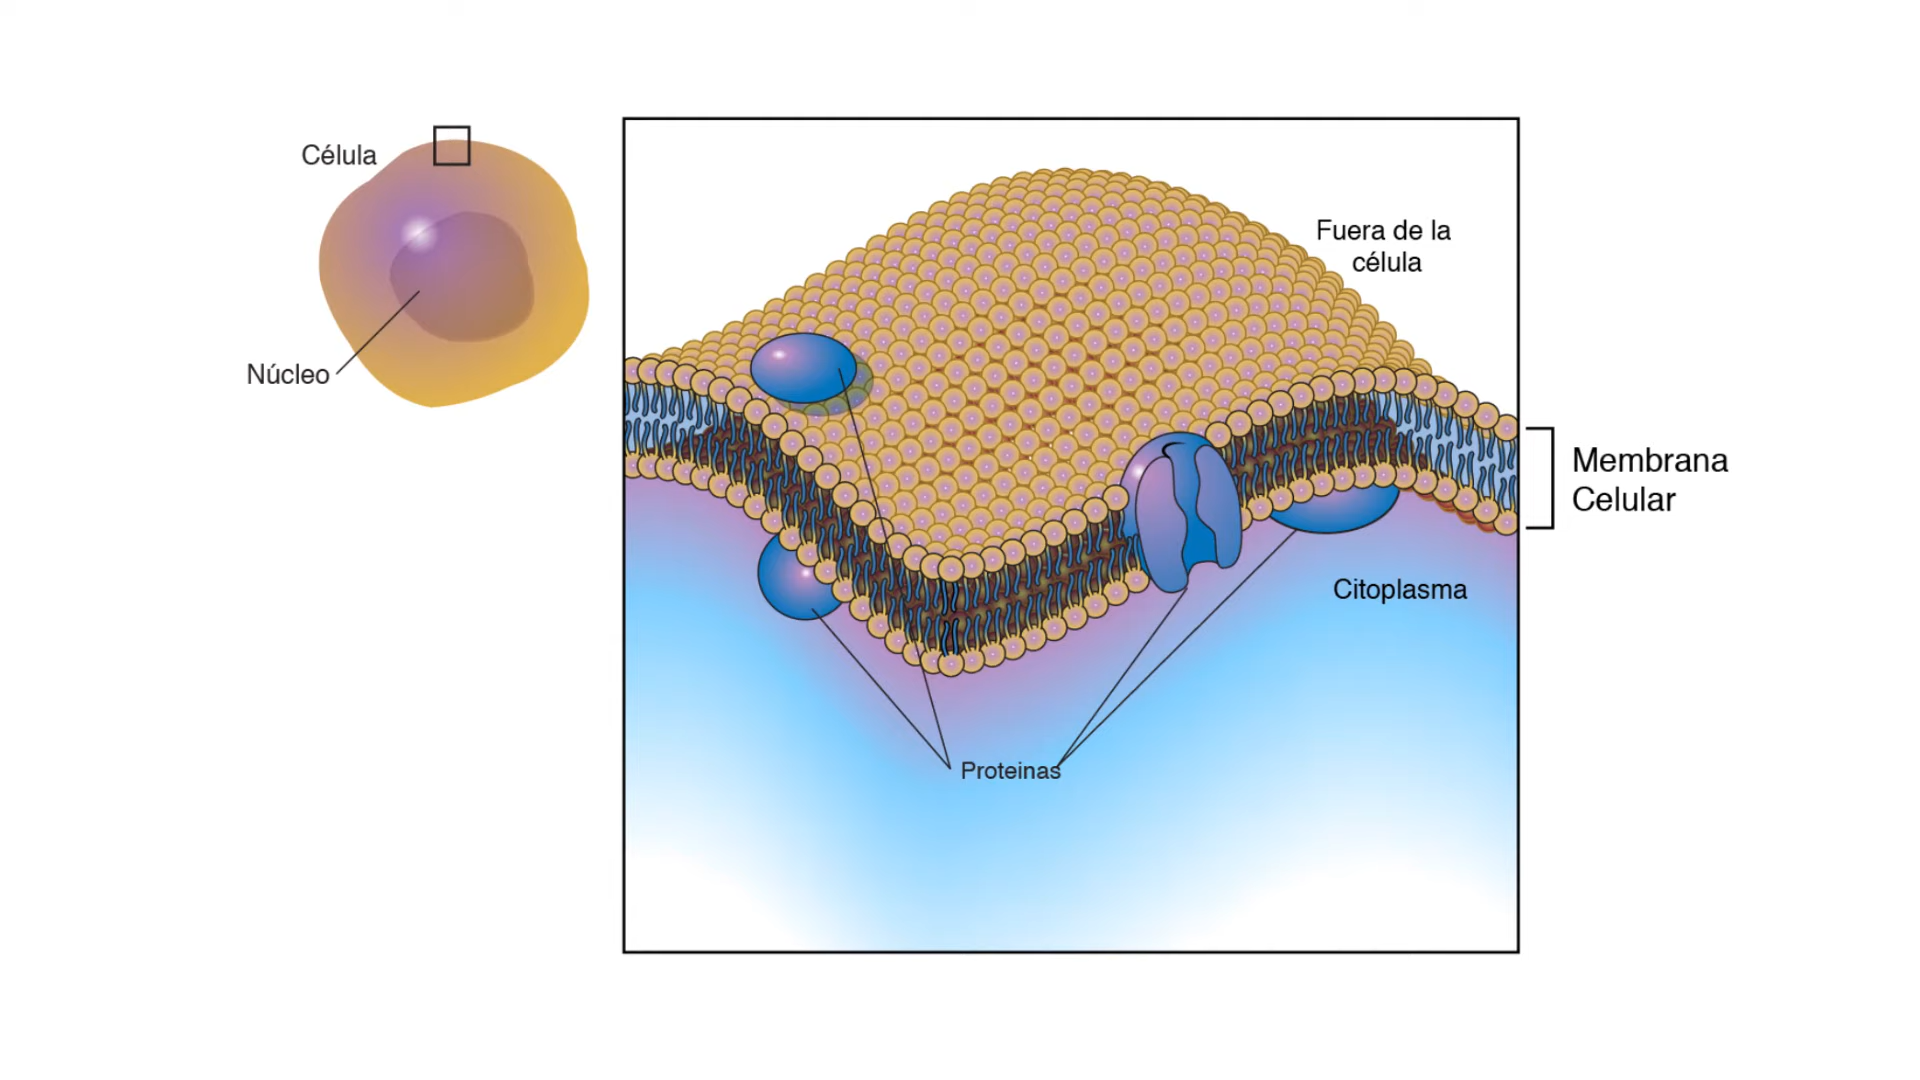 Célula
Núcleo
Fuera de la
célula
Membrana
Celular
Citoplasma
Proteinas